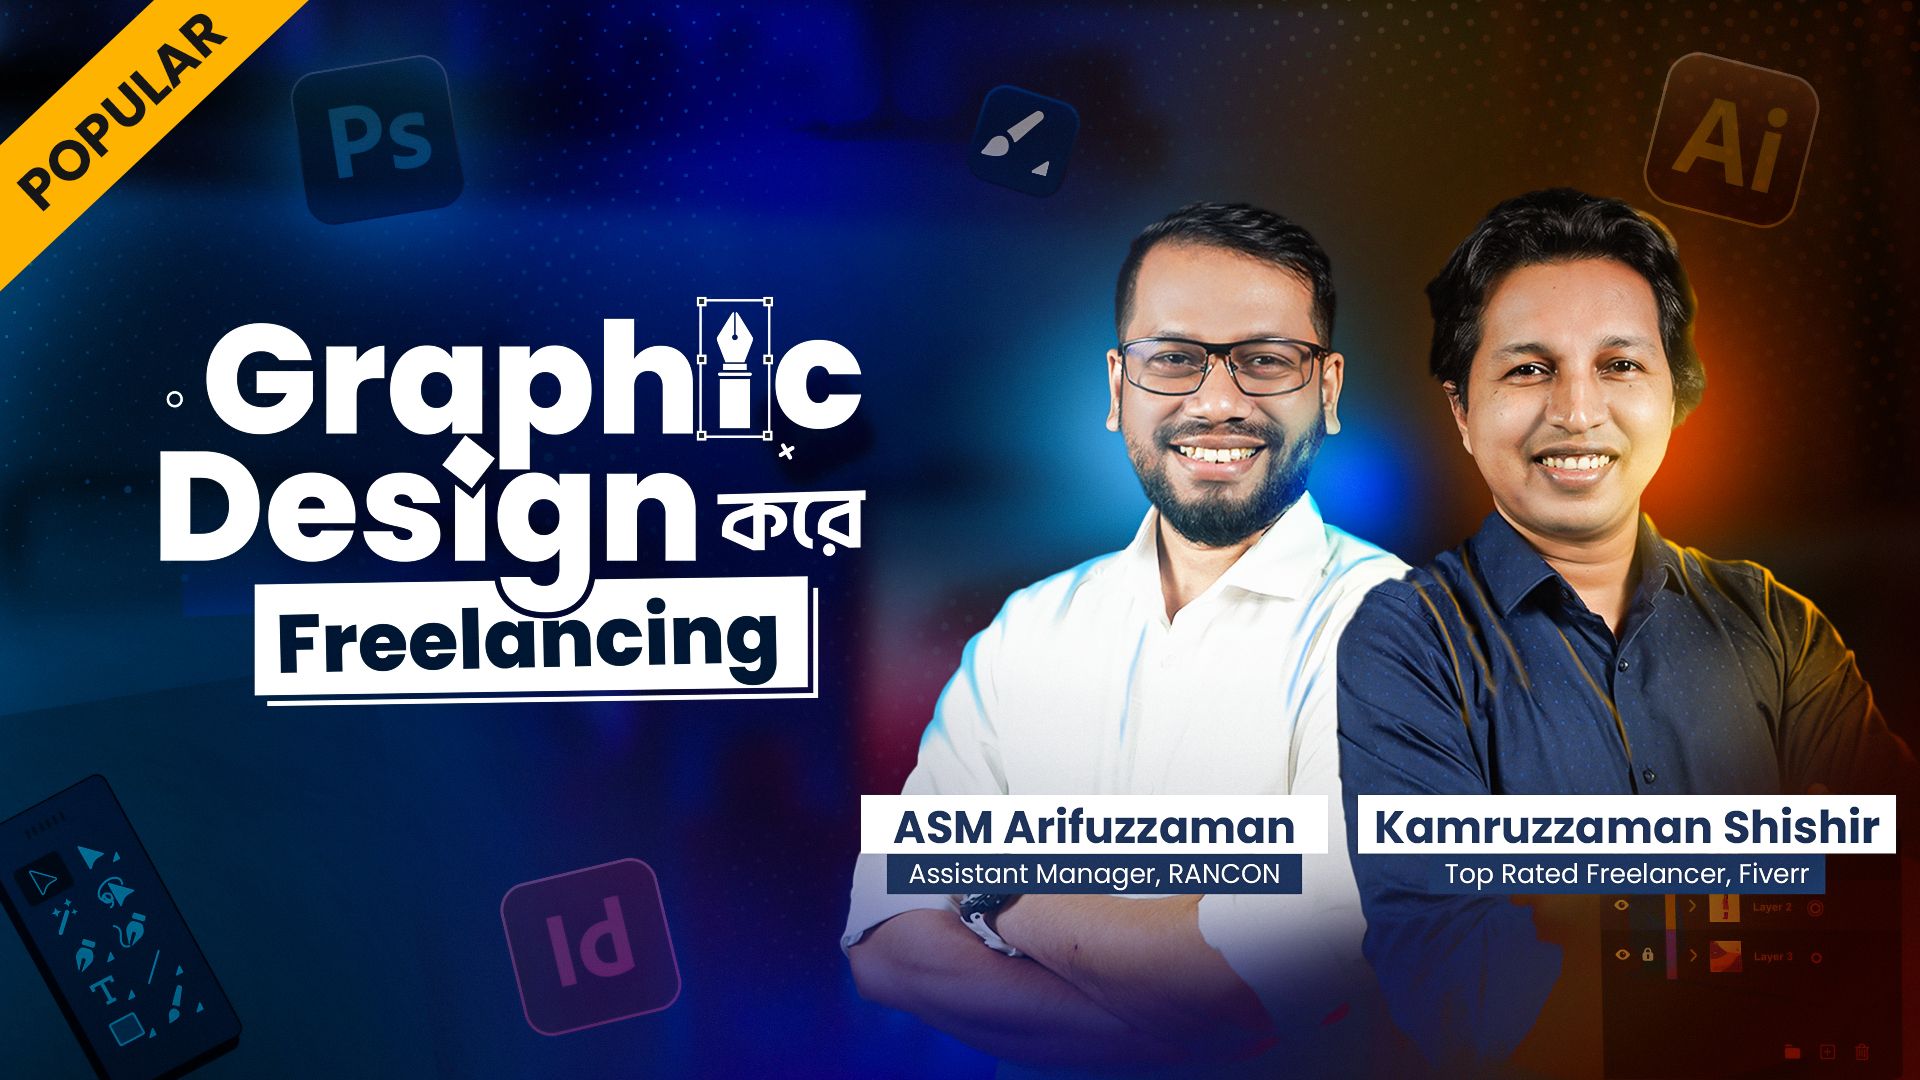 POPULAR
Ps
Ai
Graphic
Design করে
Freelancing
ASM Arifuzzaman
Assistant Manager, RANCON
Kamruzzaman Shishir
Top Rated Freelancer, Fiverr
Layer 2
Layer 3
T
Id